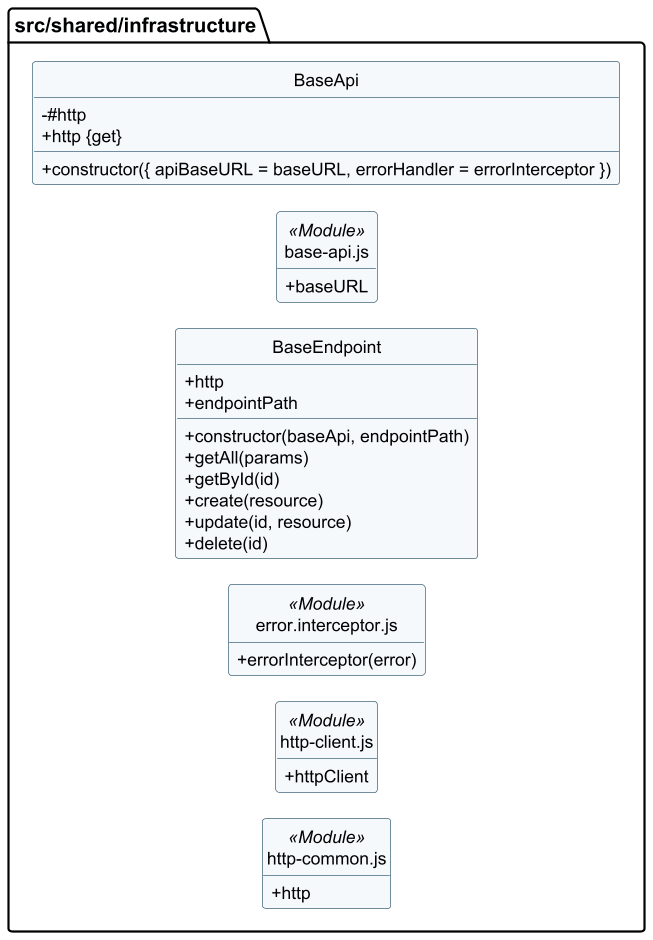 src/shared/infrastructure
BaseApi
-#http
+http {get}
+constructor({ apiBaseURL = baseURL, errorHandler = errorInterceptor })
«Module»
base-api.js
+baseURL
BaseEndpoint
+http
+endpointPath
+constructor(baseApi, endpointPath)
+getAll(params)
+getById(id)
+create(resource)
+update(id, resource)
+delete(id)
«Module»
error.interceptor.js
+errorInterceptor(error)
«Module»
http-client.js
+httpClient
«Module»
http-common.js
+http